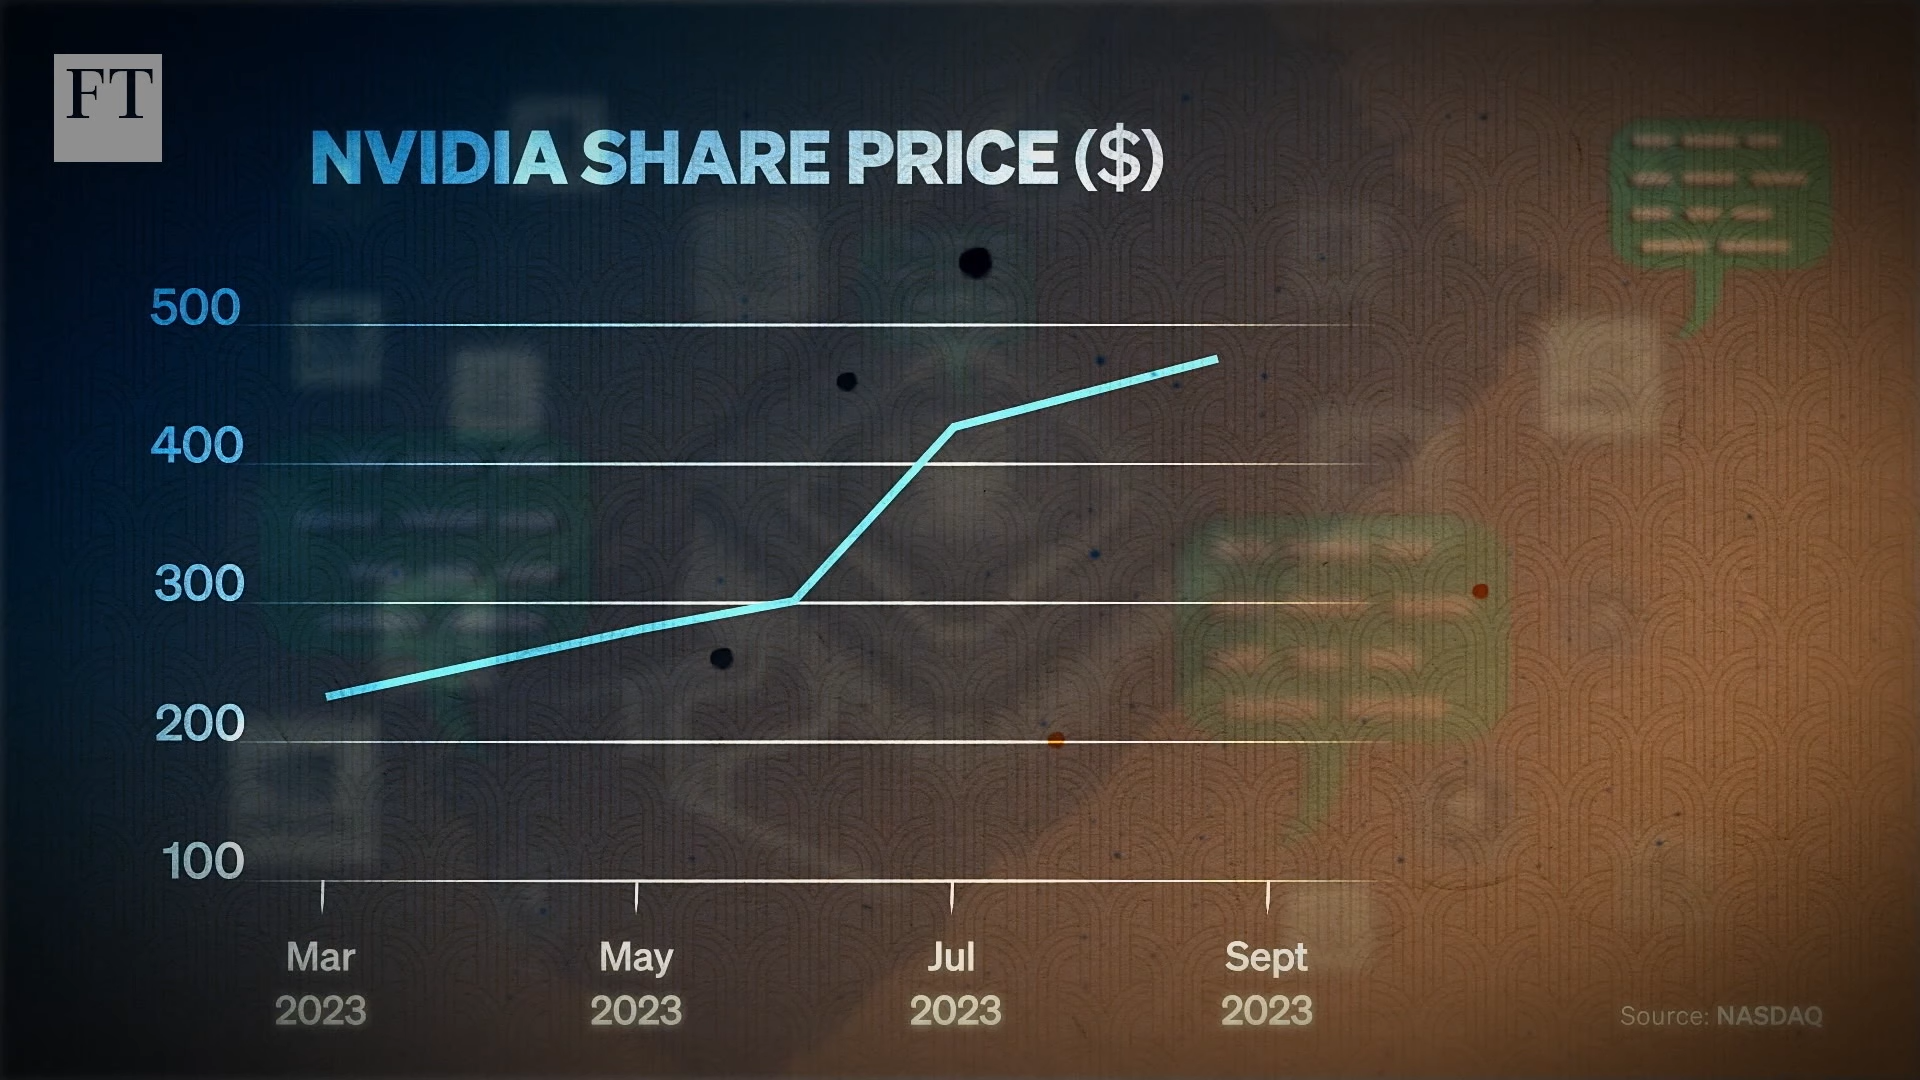 FT
NVIDIA SHARE PRICE ($)
500
400
300
200
100
Mar 2023
May 2023
Jul 2023
Sept 2023
Source: NASDAQ